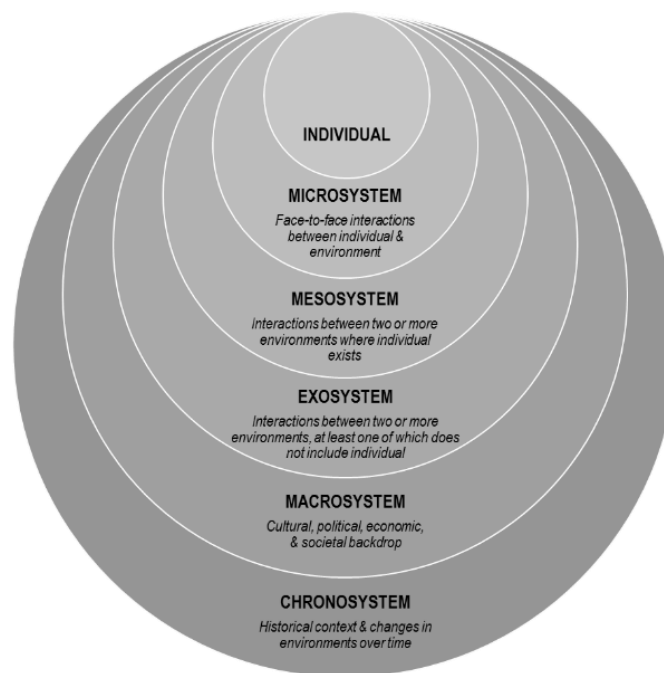 INDIVIDUAL
MICROSYSTEM
Face-to-face interactions
between individual &
environment
MESOSYSTEM
Interactions between two or more
environments where individual
exists
EXOSYSTEM
Interactions between two or more
environments, at least one of which does
not include individual
MACROSYSTEM
Cultural, political, economic,
& societal backdrop
CHRONOSYSTEM
Historical context & changes in
environments over time